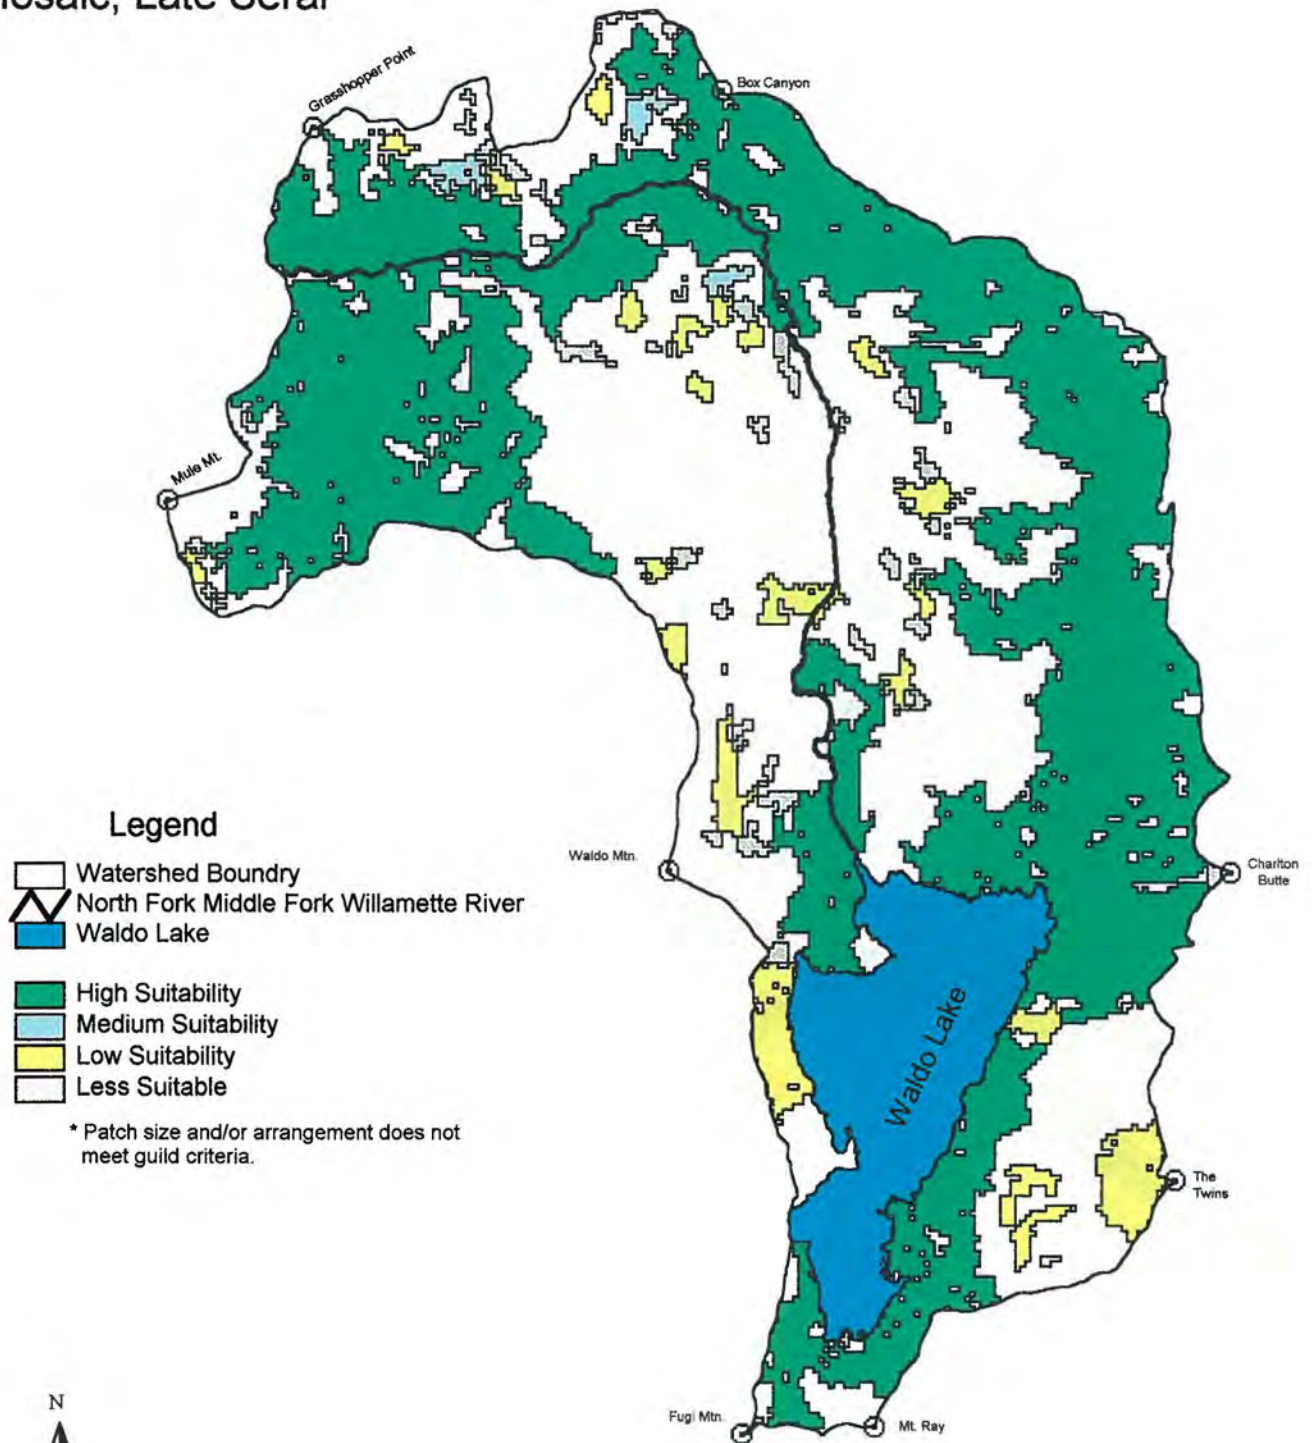 Mosaic, Late Seral
Grasshopper Point
Box Canyon
Mule Mt.
Legend
Watershed Boundry
North Fork Middle Fork Willamette River
Waldo Lake
High Suitability
Medium Suitability
Low Suitability
Less Suitable
* Patch size and/or arrangement does not
meet guild criteria.
Waldo Mtn.
Charlton
Butte
Waldo Lake
The
Twins
N
Fugi Mtn.
Mt. Ray